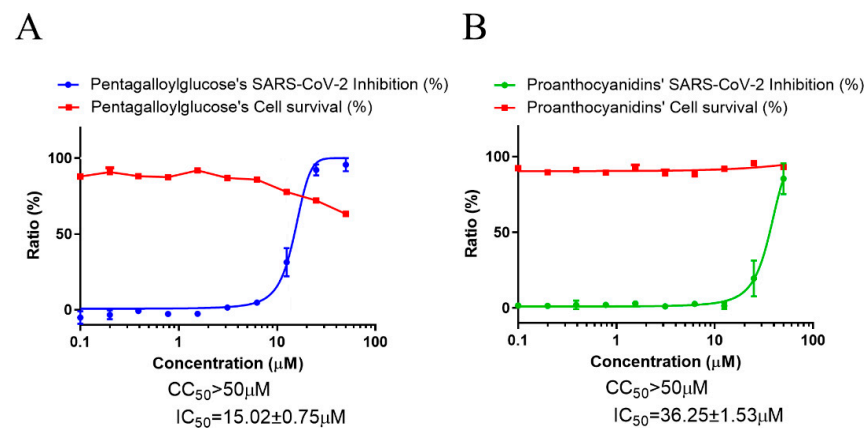 A
Pentagalloylglucose's SARS-CoV-2 Inhibition (%)
Pentagalloylglucose's Cell survival (%)
Ratio (%)
100
50
0
0.1
1
10
100
Concentration (μM)
CC50>50μM
IC50=15.02±0.75μM
B
Proanthocyanidins' SARS-CoV-2 Inhibition (%)
Proanthocyanidins' Cell survival (%)
Ratio (%)
100
50
0
0.1
1
10
100
Concentration (μM)
CC50>50μM
IC50=36.25±1.53μM